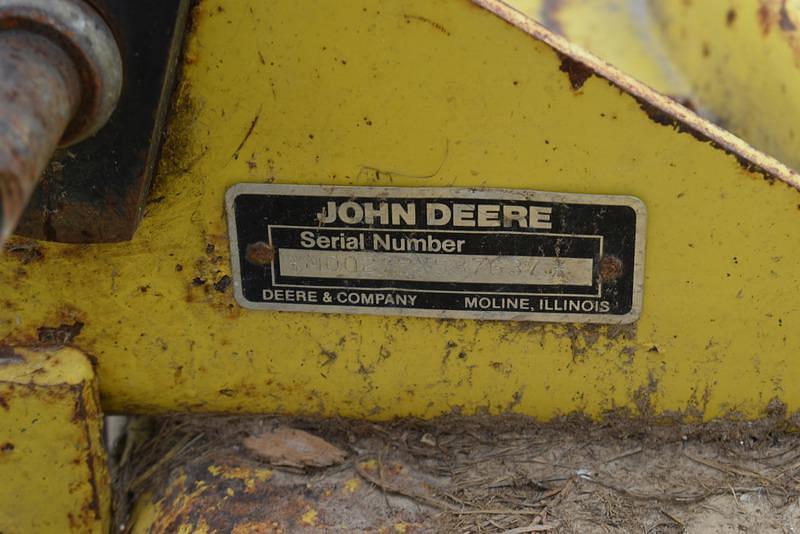 JOHN DEERE
Serial Number
DEERE & COMPANY MOLINE, ILLINOIS